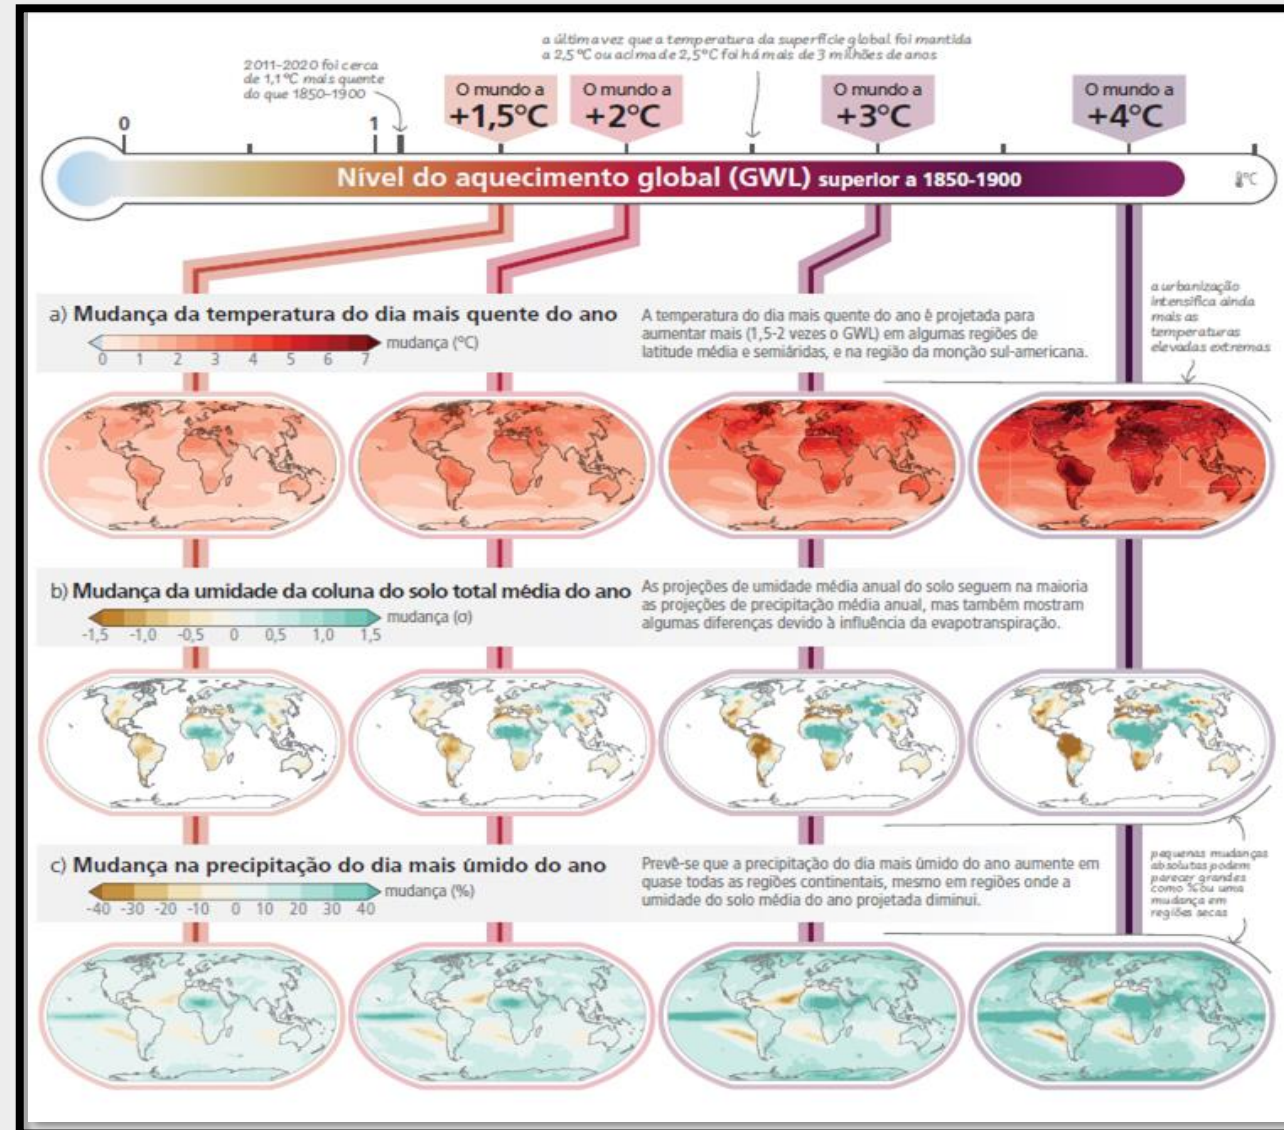 a última vez que a temperatura da superfície global foi mantida
a 2,5°C ou acima de 2,5°C foi há mais de 3 milhões de anos
2011-2020 foi cerca
de 1,1°C mais quente
do que 1850-1900
O mundo a
+1,5°C
O mundo a
+2°C
O mundo a
+3°C
O mundo a
+4°C
0
1
Nível do aquecimento global (GWL) superior a 1850-1900
°C
a urbanização
intensifica ainda
mais as
temperaturas
elevadas extremas
a) Mudança da temperatura do dia mais quente do ano
mudança (°C)
0 1 2 3 4 5 6 7
A temperatura do dia mais quente do ano é projetada para
aumentar mais (1,5-2 vezes o GWL) em algumas regiões de
latitude média e semiáridas, e na região da monção sul-americana.
b) Mudança da umidade da coluna do solo total média do ano
mudança (σ)
-1,5 -1,0 -0,5 0 0,5 1,0 1,5
As projeções de umidade média anual do solo seguem na maioria
as projeções de precipitação média anual, mas também mostram
algumas diferenças devido à influência da evapotranspiração.
c) Mudança na precipitação do dia mais úmido do ano
mudança (%)
-40 -30 -20 -10 0 10 20 30 40
Prevê-se que a precipitação do dia mais úmido do ano aumente em
quase todas as regiões continentais, mesmo em regiões onde a
umidade do solo média do ano projetada diminui.
pequenas mudanças
absolutas podem
parecer grandes
como % ou uma
mudança em
regiões secas